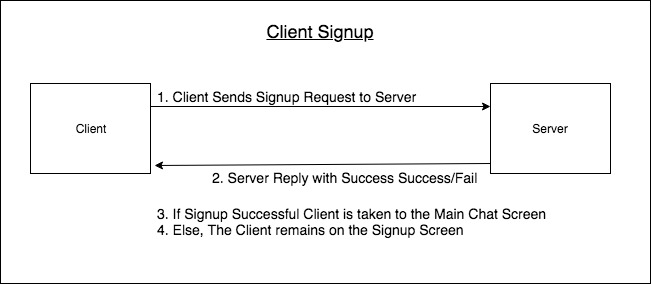 Client Signup
1. Client Sends Signup Request to Server
Client
Server
2. Server Reply with Success Success/Fail
3. If Signup Successful Client is taken to the Main Chat Screen
4. Else, The Client remains on the Signup Screen